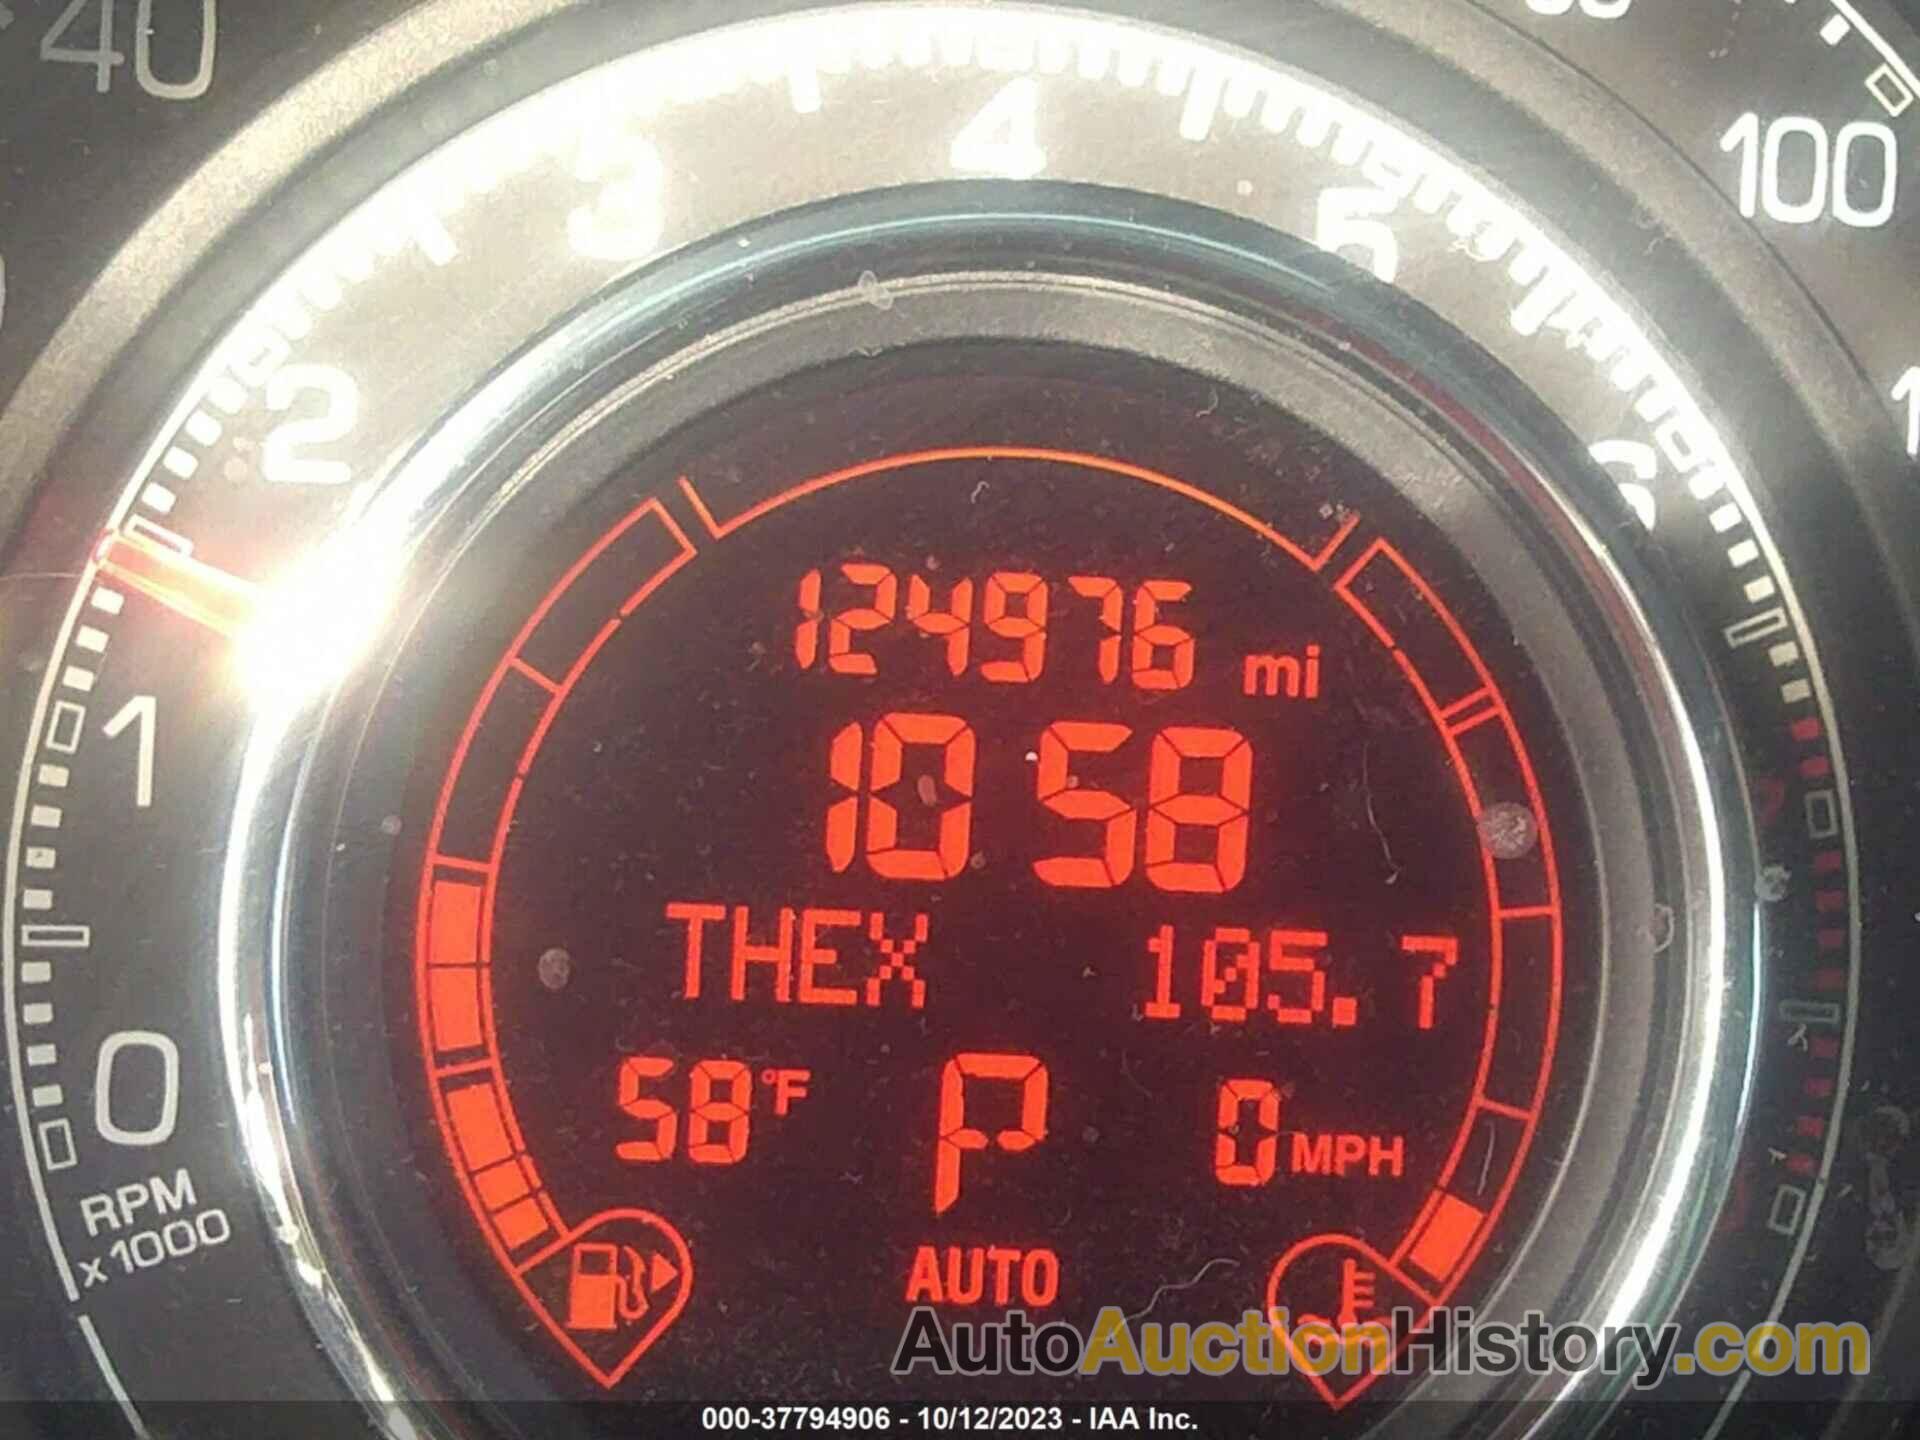 40
100
4
3
5
2
6
1
0
RPM
x1000
124976 mi
10 58
THEX 105.7
58 °F P 0 MPH
AUTO
AutoAuctionHistory.com
000-37794906 - 10/12/2023 - IAA Inc.